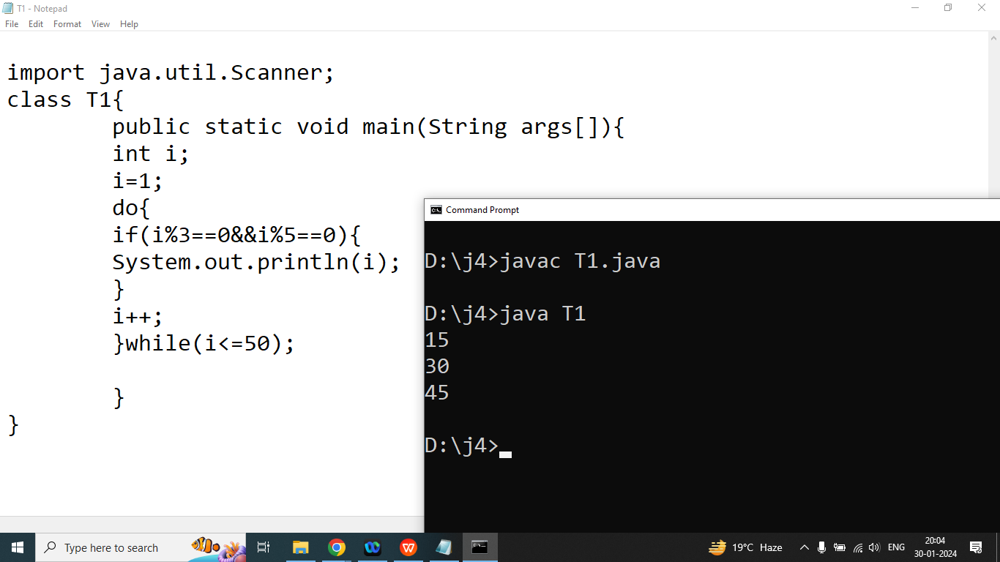 T1 - Notepad
File Edit Format View Help
import java.util.Scanner;
class T1{
public static void main(String args[]){
int i;
i=1;
do{
if(i%3==0&&i%5==0){
System.out.println(i);
}
i++;
}while(i<=50);
}
}
Command Prompt
D:\j4>javac T1.java
D:\j4>java T1
15
30
45
D:\j4>
Type here to search
19°C Haze
ENG
20:04
30-01-2024